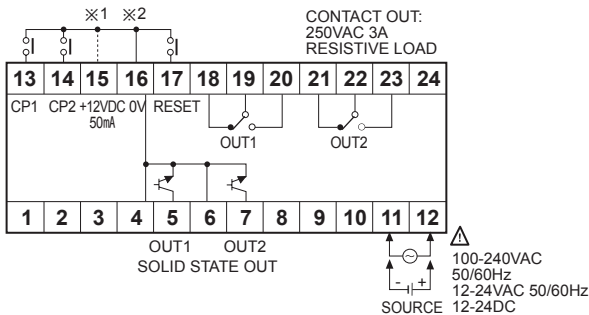 ※1 ※2
CONTACT OUT:
250VAC 3A
RESISTIVE LOAD
13 14 15 16 17 18 19 20 21 22 23 24
CP1 CP2 +12VDC 0V RESET
50mA
OUT1 OUT2
1 2 3 4 5 6 7 8 9 10 11 12
OUT1 OUT2
SOLID STATE OUT
100-240VAC
50/60Hz
- +
12-24VAC 50/60Hz
SOURCE 12-24DC